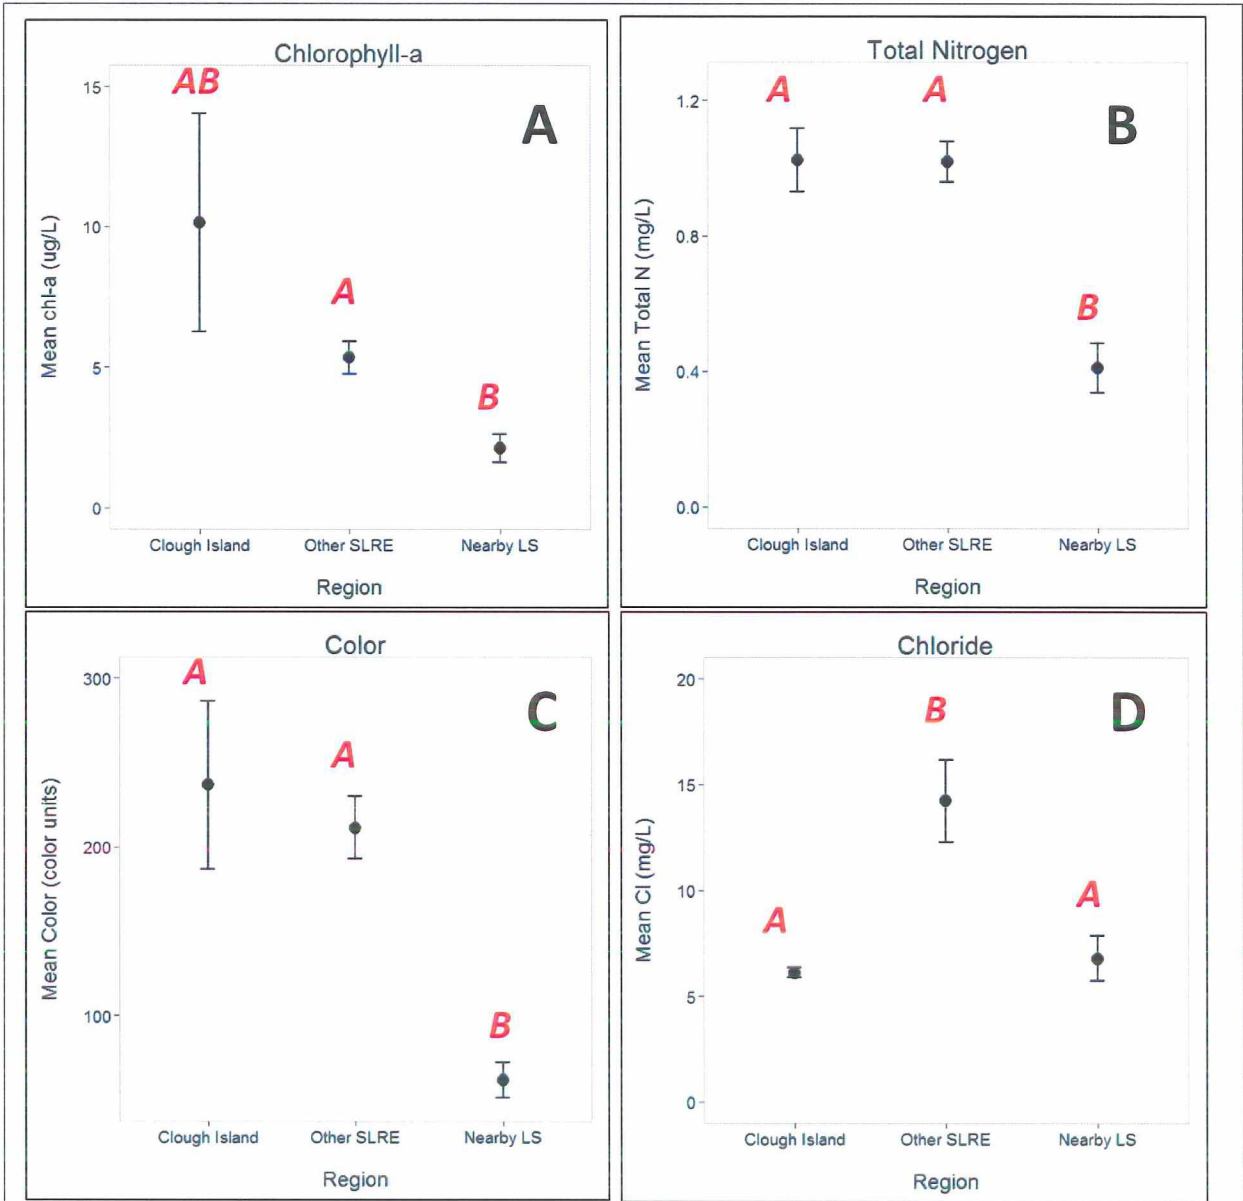 Chlorophyll-a
15
10
5
0
Mean chl-a (ug/L)
AB
A
B
A
Clough Island Other SLRE Nearby LS
Region
Total Nitrogen
1.2
0.8
0.4
0.0
Mean Total N (mg/L)
A
A
B
B
Clough Island Other SLRE Nearby LS
Region
Color
300
200
100
Mean Color (color units)
A
A
B
C
Clough Island Other SLRE Nearby LS
Region
Chloride
20
15
10
5
0
Mean Cl (mg/L)
A
B
A
D
Clough Island Other SLRE Nearby LS
Region